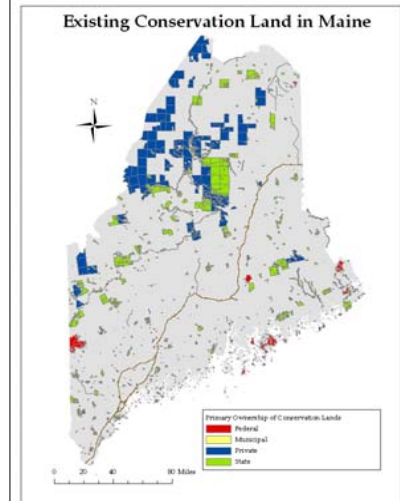 Existing Conservation Land in Maine
N
Primary Ownership of Conservation Lands
Federal
Municipal
Private
State
0 20 40 80 Miles